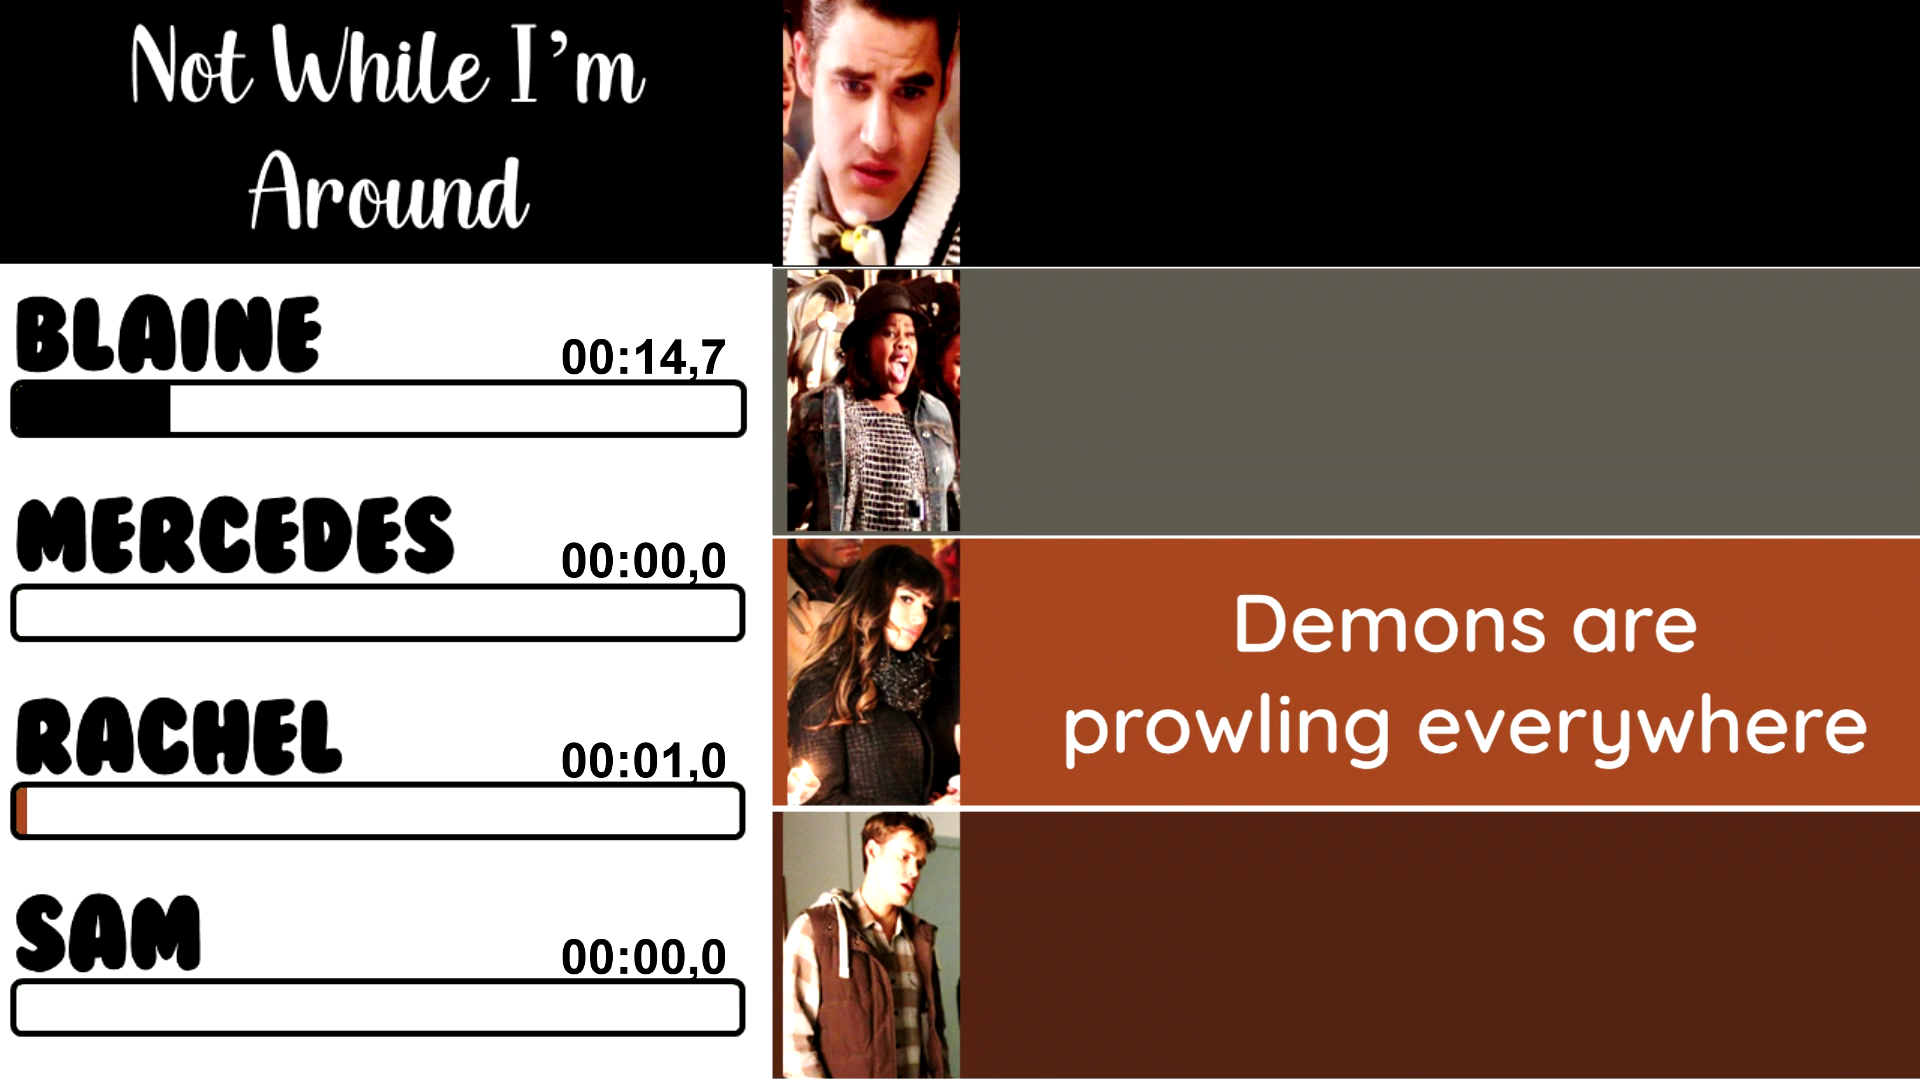 Not While I’m
Around
BLAINE
00:14,7
MERCEDES
00:00,0
RACHEL
00:01,0
SAM
00:00,0
Demons are
prowling everywhere